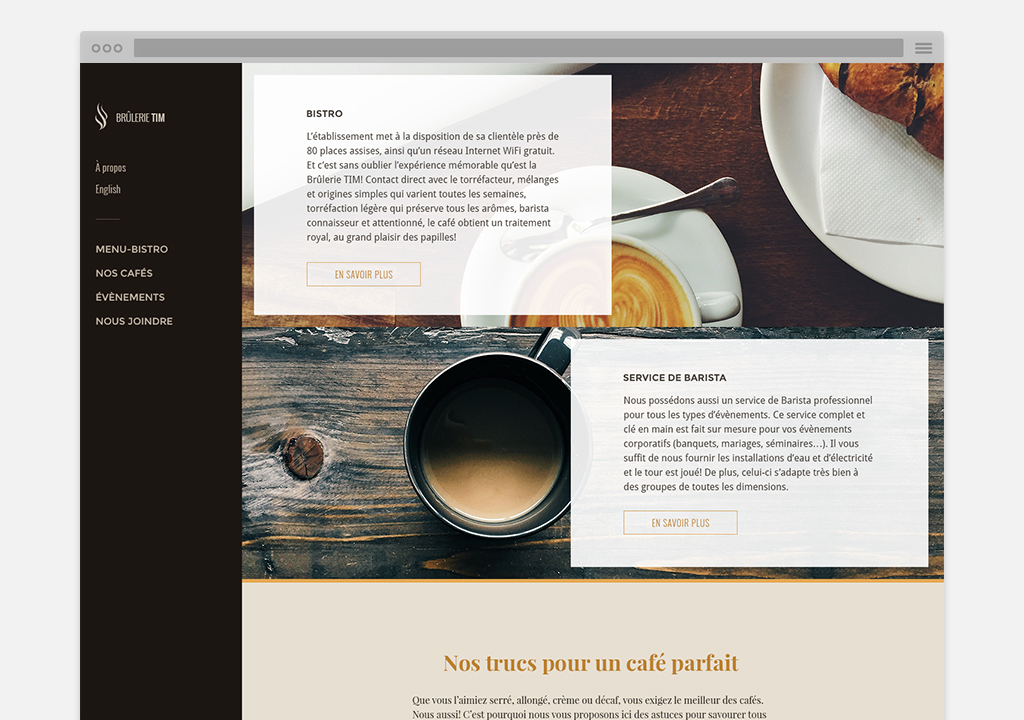 BRÛLERIE TIM
À propos
English
MENU-BISTRO
NOS CAFÉS
ÉVÈNEMENTS
NOUS JOINDRE
BISTRO
L’établissement met à la disposition de sa clientèle près de
80 places assises, ainsi qu’un réseau Internet WiFi gratuit.
Et c’est sans oublier l’expérience mémorable qu’est la
Brûlerie TIM! Contact direct avec le torréfacteur, mélanges
et origines simples qui varient toutes les semaines,
torréfaction légère qui préserve tous les arômes, barista
connaisseur et attentionné, le café obtient un traitement
royal, au grand plaisir des papilles!
EN SAVOIR PLUS
SERVICE DE BARISTA
Nous possédons aussi un service de Barista professionnel
pour tous les types d’évènements. Ce service complet et
clé en main est fait sur mesure pour vos évènements
corporatifs (banquets, mariages, séminaires…). Il vous
suffit de nous fournir les installations d’eau et d’électricité
et le tour est joué! De plus, celui-ci s’adapte très bien à
des groupes de toutes les dimensions.
EN SAVOIR PLUS
Nos trucs pour un café parfait
Que vous l’aimiez serré, allongé, crème ou décaf, vous exigez le meilleur des cafés.
Nous aussi! C’est pourquoi nous vous proposons ici des astuces pour savourer tous